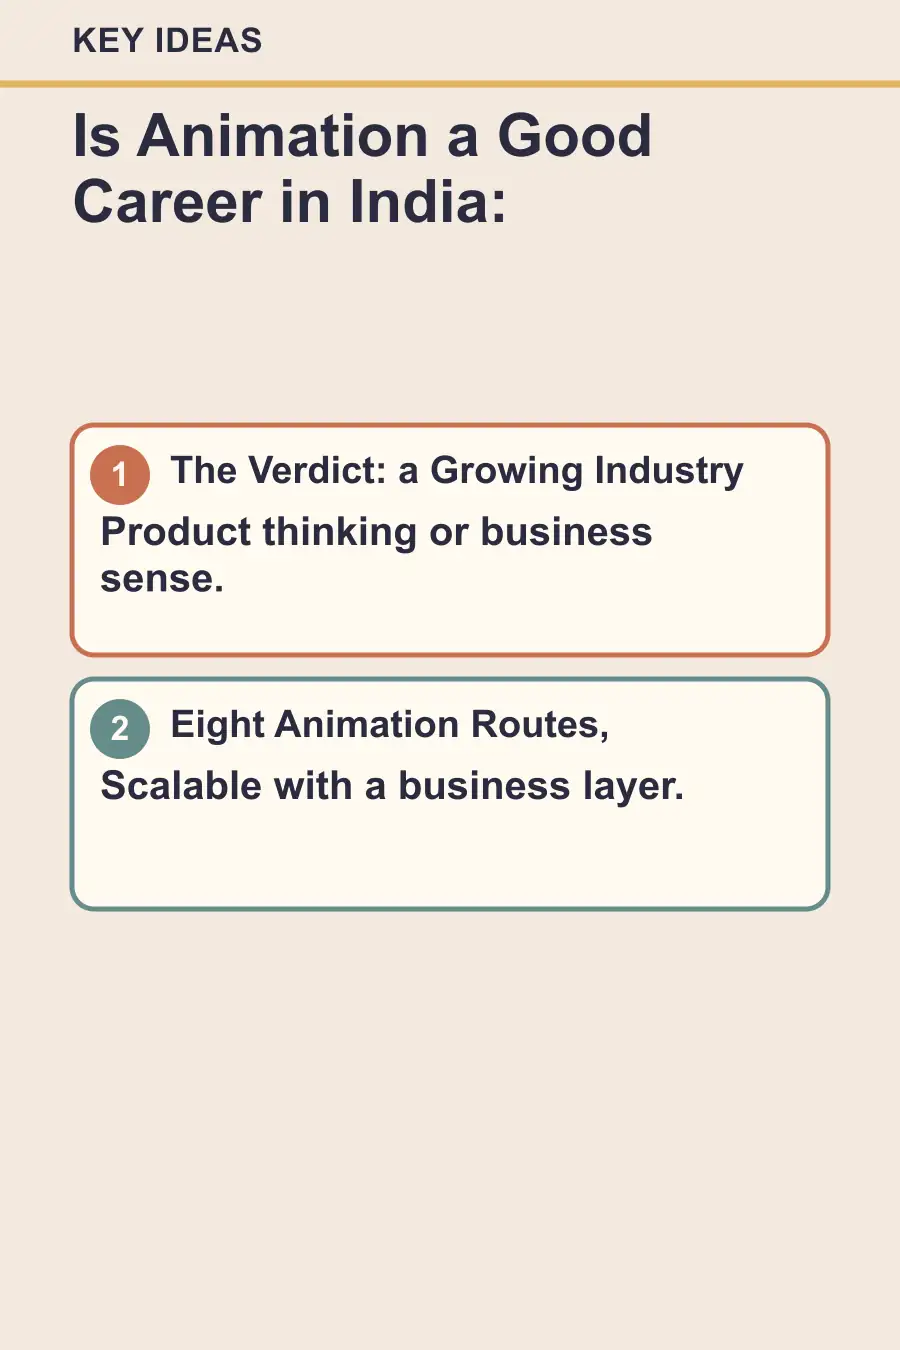 KEY IDEAS
Is Animation a Good
Career in India:
1 The Verdict: a Growing Industry
Product thinking or business
sense.
2 Eight Animation Routes,
Scalable with a business layer.